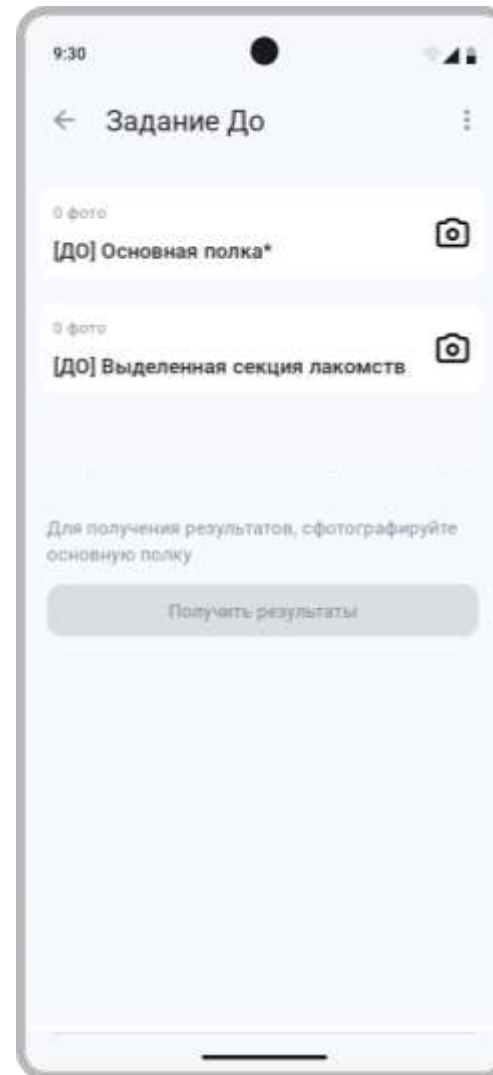 9:30
Задание До
0 фото
[ДО] Основная полка*
0 фото
[ДО] Выделенная секция лакомств
Для получения результатов, сфотографируйте
основную полку
Получить результаты